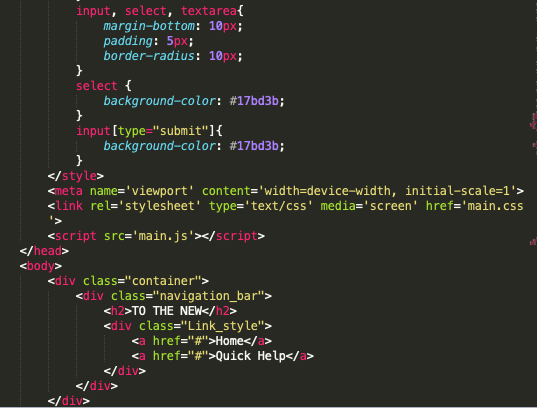 }
input, select, textarea{
margin-bottom: 10px;
padding: 5px;
border-radius: 10px;
}
select {
background-color: #17bd3b;
}
input[type="submit"]{
background-color: #17bd3b;
}
</style>
<meta name='viewport' content='width=device-width, initial-scale=1'>
<link rel='stylesheet' type='text/css' media='screen' href='main.css
'>
<script src='main.js'></script>
</head>
<body>
<div class="container">
<div class="navigation_bar">
<h2>TO THE NEW</h2>
<div class="Link_style">
<a href="#">Home</a>
<a href="#">Quick Help</a>
</div>
</div>
</div>